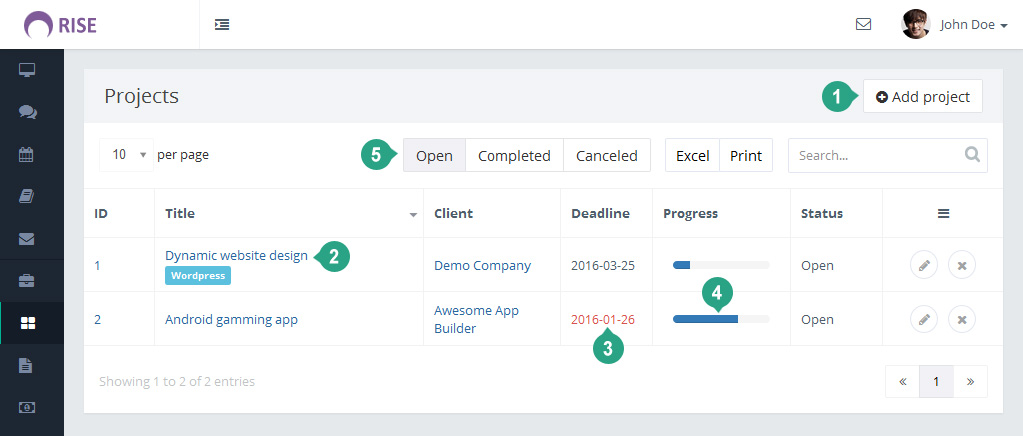 RISE
John Doe
Projects
1
Add project
10 per page
5
Open Completed Canceled
Excel Print
Search...
ID Title Client Deadline Progress Status
1 Dynamic website design 2 Demo Company 2016-03-25 Open
Wordpress
4
2 Android gamming app Awesome App Builder 2016-01-26 Open
3
Showing 1 to 2 of 2 entries
« 1 »